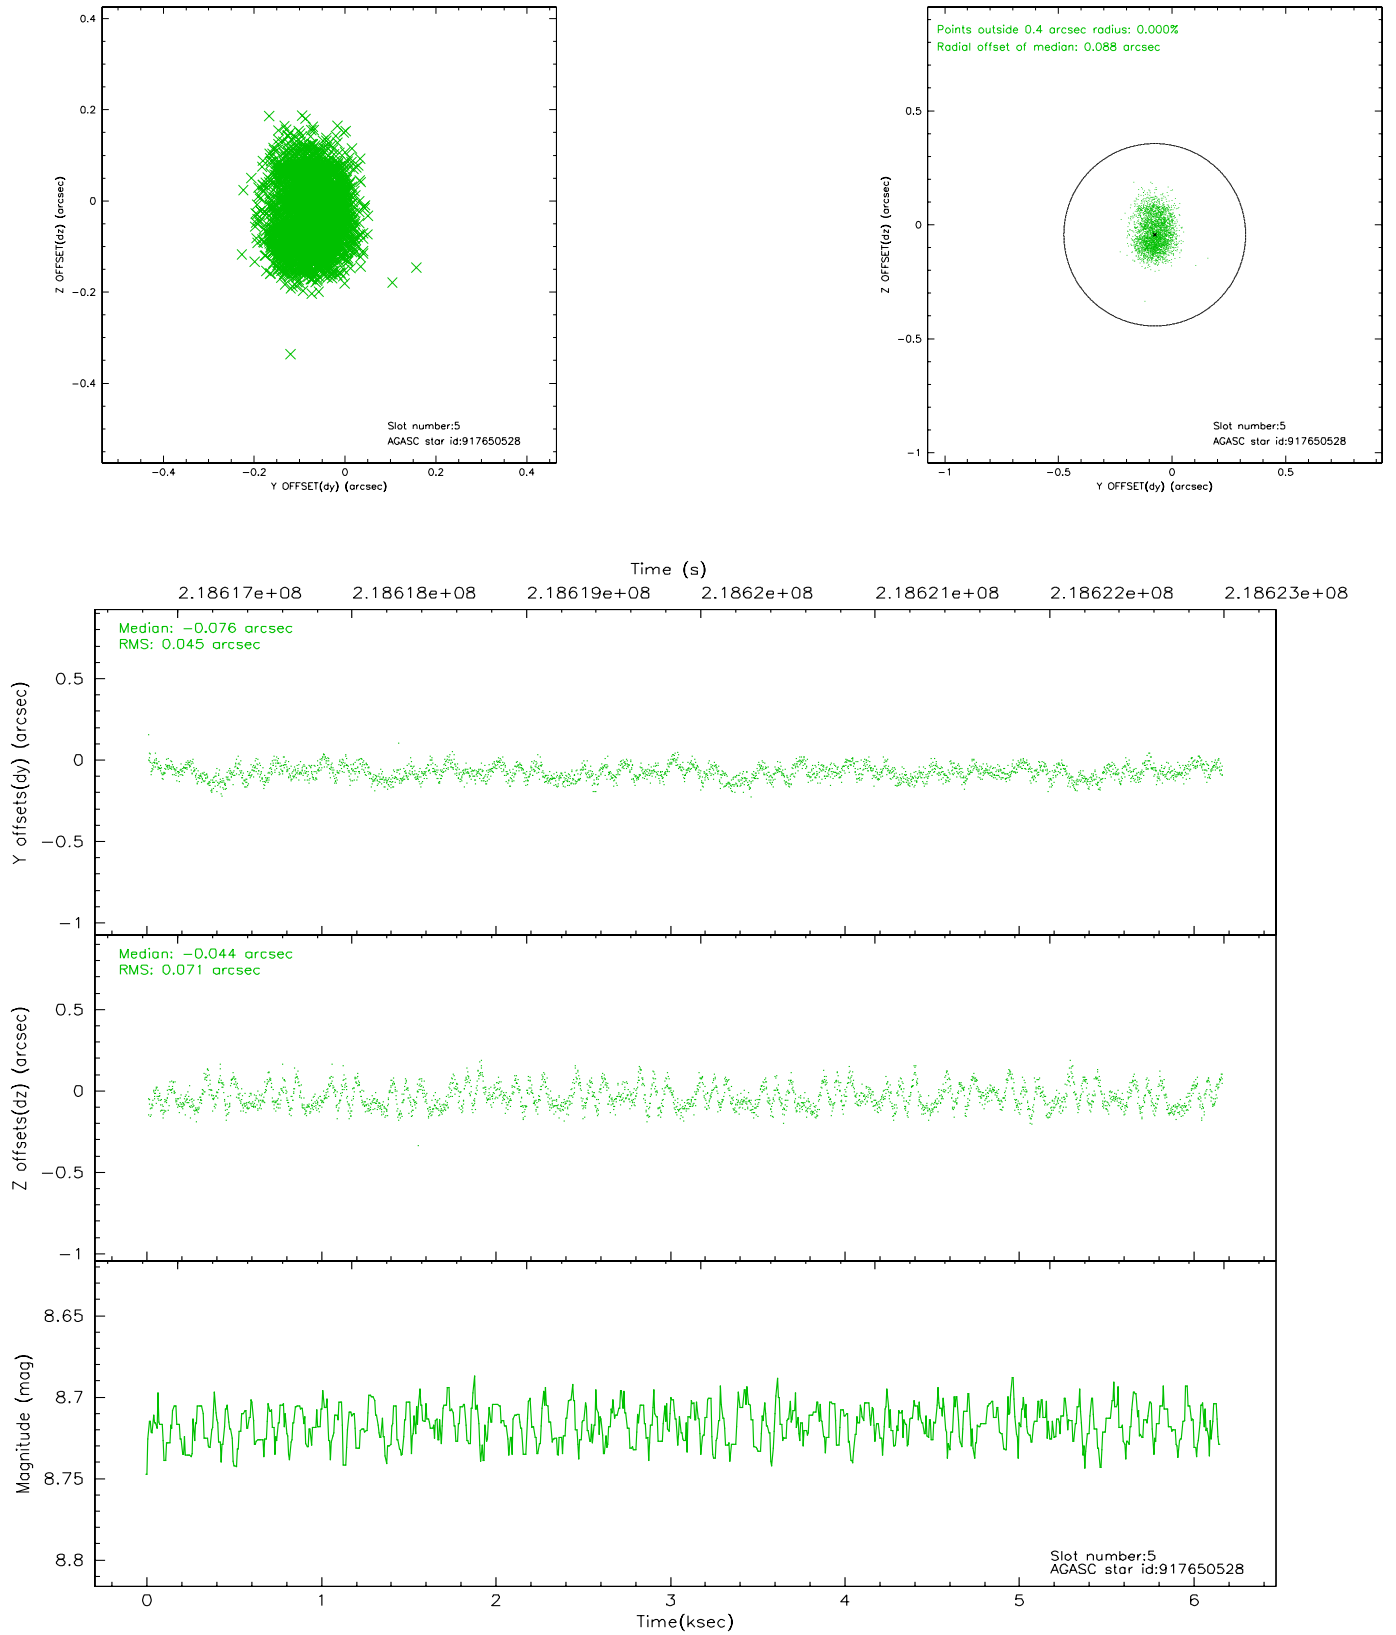 0.4
0.2
0
−0.2
−0.4
Z OFFSET(dz) (arcsec)
Slot number:5
AGASC star id:917650528
−0.4 −0.2 0 0.2 0.4
Y OFFSET(dy) (arcsec)
Points outside 0.4 arcsec radius: 0.000%
Radial offset of median: 0.088 arcsec
0.5
0
−0.5
−1
Z OFFSET(dz) (arcsec)
Slot number:5
AGASC star id:917650528
−1 −0.5 0 0.5
Y OFFSET(dy) (arcsec)
Time (s)
2.18617e+08 2.18618e+08 2.18619e+08 2.1862e+08 2.18621e+08 2.18622e+08 2.18623e+08
Median: −0.076 arcsec
RMS: 0.045 arcsec
0.5
0
−0.5
−1
Y offsets(dy) (arcsec)
Median: −0.044 arcsec
RMS: 0.071 arcsec
0.5
0
−0.5
−1
Z offsets(dz) (arcsec)
8.65
8.7
8.75
8.8
Magnitude (mag)
Slot number:5
AGASC star id:917650528
0 1 2 3 4 5 6
Time(ksec)